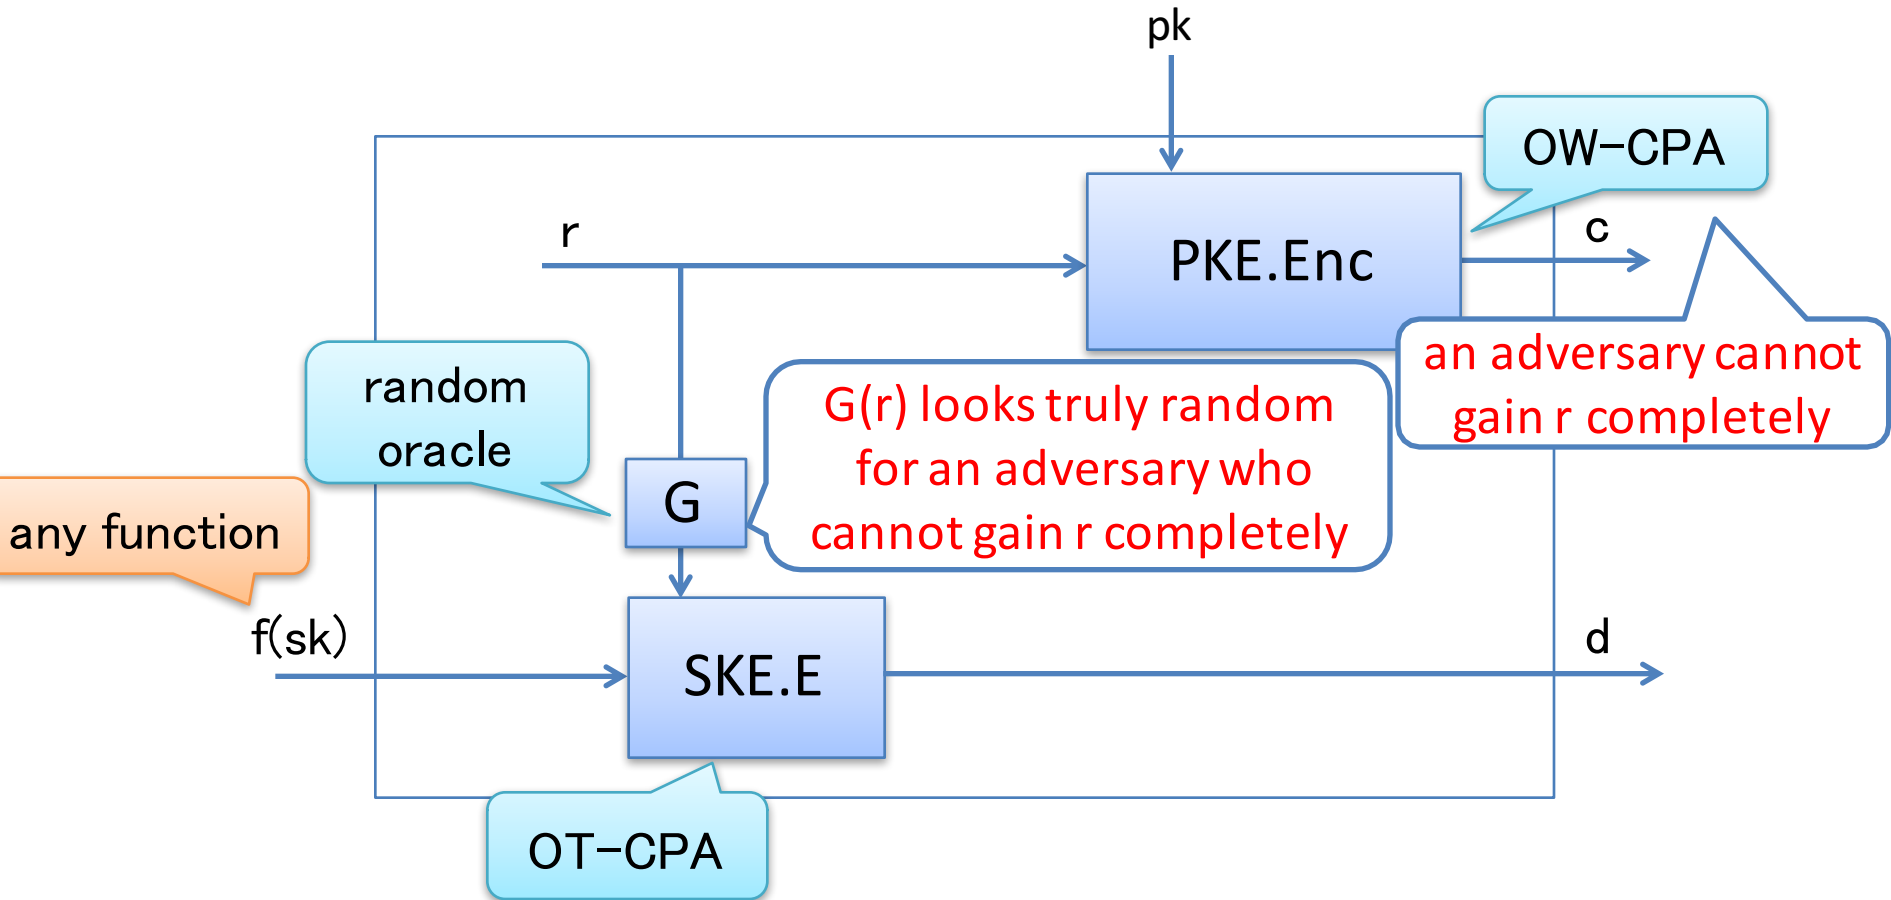 pk
OW-CPA
r
PKE.Enc
c
an adversary cannot
gain r completely
random
oracle
G(r) looks truly random
for an adversary who
cannot gain r completely
G
any function
f(sk)
SKE.E
d
OT-CPA